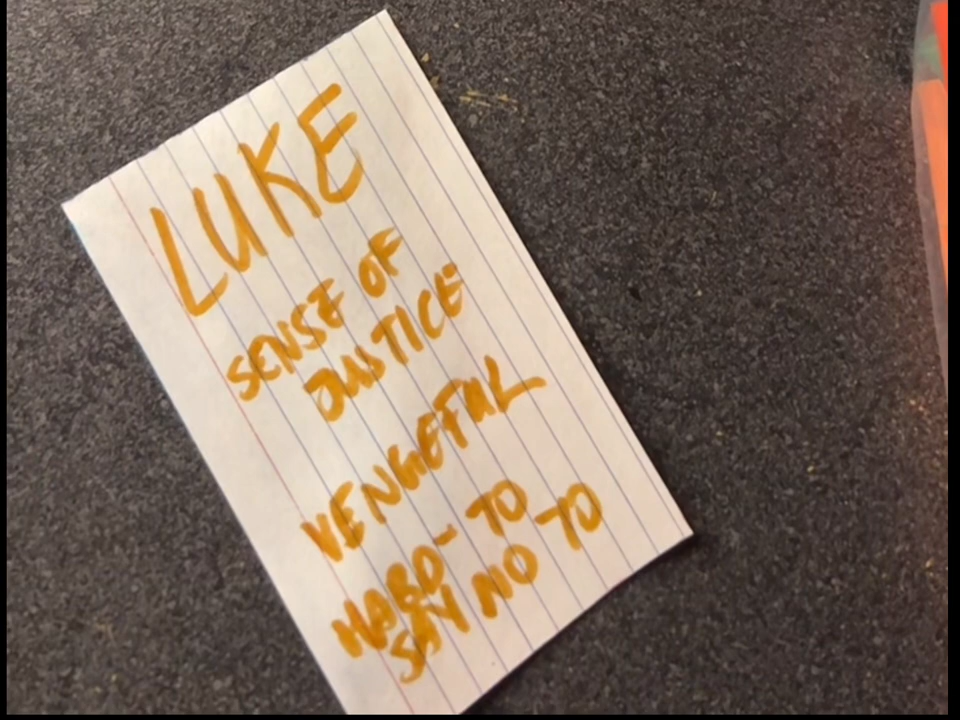 LUKE
SENSE OF
JUSTICE
VENGEFUL
HARD-TO
SAY NO TO